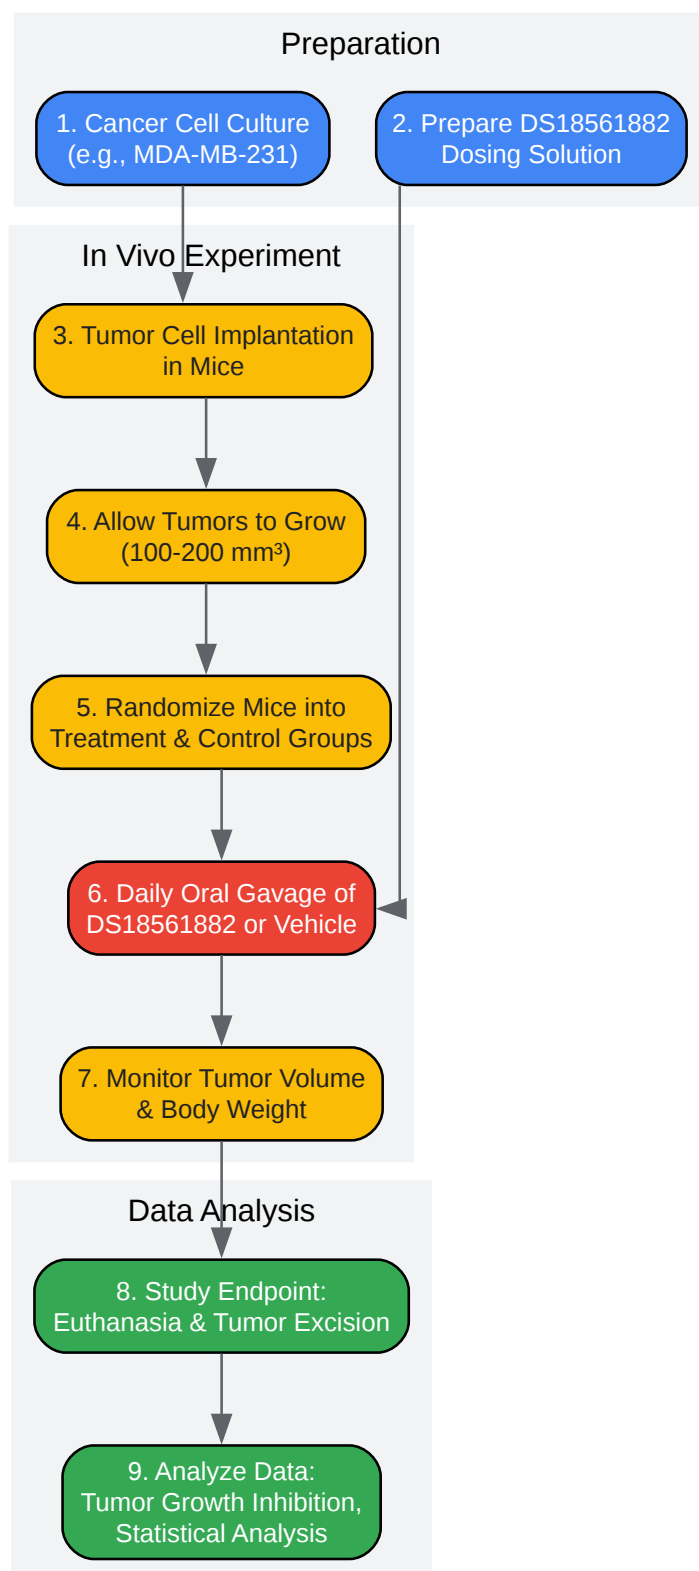 Preparation
1. Cancer Cell Culture
(e.g., MDA-MB-231)
2. Prepare DS18561882
Dosing Solution
In Vivo Experiment
3. Tumor Cell Implantation
in Mice
4. Allow Tumors to Grow
(100-200 mm³)
5. Randomize Mice into
Treatment & Control Groups
6. Daily Oral Gavage of
DS18561882 or Vehicle
7. Monitor Tumor Volume
& Body Weight
Data Analysis
8. Study Endpoint:
Euthanasia & Tumor Excision
9. Analyze Data:
Tumor Growth Inhibition,
Statistical Analysis